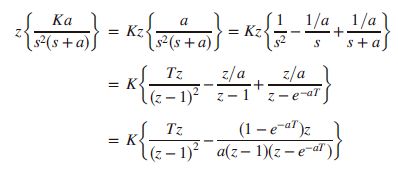 z{Ka/(s²(s + a))} = Kz{a/(s²(s + a))} = Kz{1/s² − (1/a)/s + (1/a)/(s + a)}
= K{Tz/(z − 1)² − (z/a)/(z − 1) + (z/a)/(z − e^(−aT))}
= K{Tz/(z − 1)² − ((1 − e^(−aT))z)/(a(z − 1)(z − e^(−aT)))}